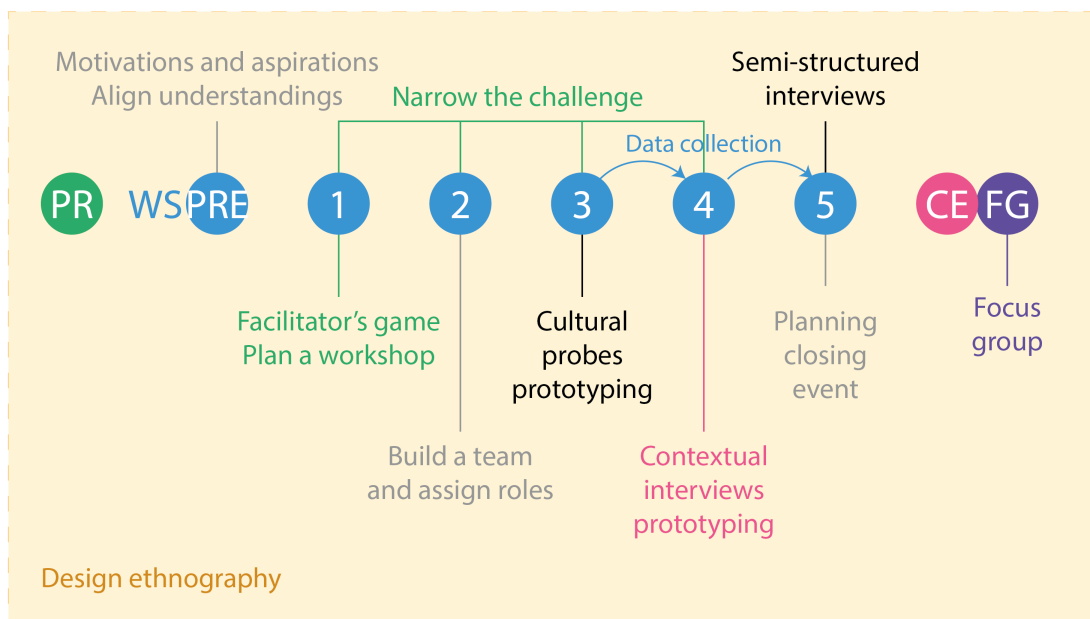 Motivations and aspirations
Align understandings
Narrow the challenge
Semi-structured
interviews
Data collection
PR
WS PRE
1
2
3
4
5
CE
FG
Facilitator’s game
Plan a workshop
Cultural
probes
prototyping
Planning
closing
event
Focus
group
Build a team
and assign roles
Contextual
interviews
prototyping
Design ethnography